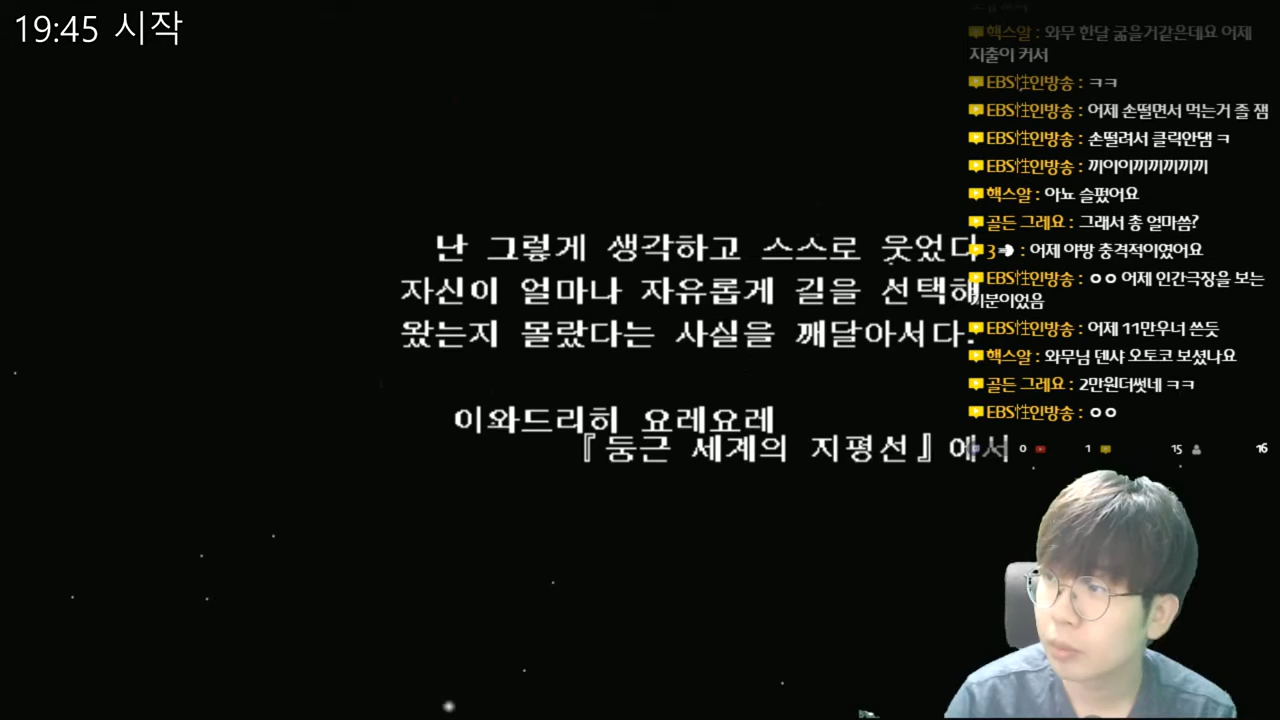 19:45 시작
핵스알 : 와무 한달 굶을거같은데요 어제
지출이 커서
EBS性인방송 : ㅋㅋ
EBS性인방송 : 어제 손떨면서 먹는거 졸 잼
EBS性인방송 : 손떨려서 클릭안댐 ㅋ
EBS性인방송 : 끼이이끼끼끼끼끼
핵스알 : 아뇨 슬펐어요
골든 그레요 : 그래서 총 얼마씀?
3 : 어제 야방 충격적이였어요
EBS性인방송 : ㅇㅇ 어제 인간극장을 보는
기분이었음
EBS性인방송 : 어제 11만우너 쓴듯
핵스알 : 와무님 덴샤 오토코 보셨나요
골든 그레요 : 2만원더썻네 ㅋㅋ
EBS性인방송 : ㅇㅇ
0 1 15 16
난 그렇게 생각하고 스스로 웃었다
자신이 얼마나 자유롭게 길을 선택해
왔는지 몰랐다는 사실을 깨달아서다.
이와드리히 요레요레
『둥근 세계의 지평선』에서